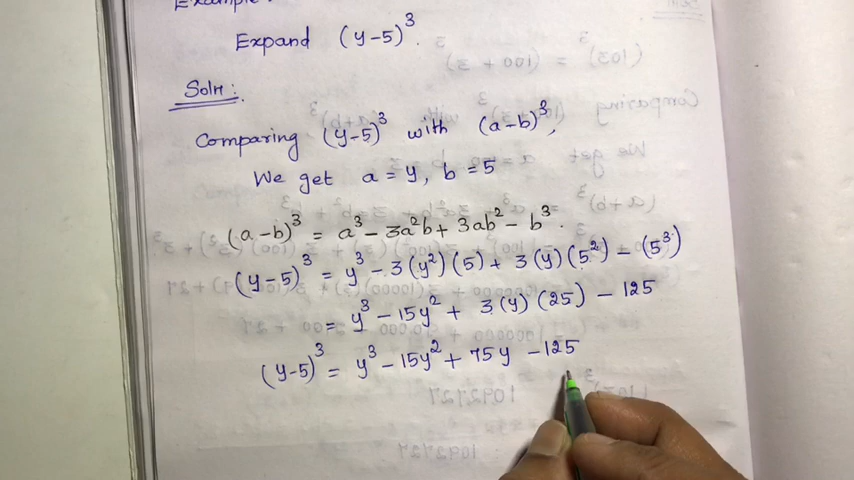 Example:
Expand (y-5)³.
Soln:
Comparing (y-5)³ with (a-b)³,
We get a = y, b = 5
(a-b)³ = a³ - 3a²b + 3ab² - b³.
(y-5)³ = y³ - 3(y²)(5) + 3(y)(5²) - (5³)
= y³ - 15y² + 3(y)(25) - 125
(y-5)³ = y³ - 15y² + 75y - 125